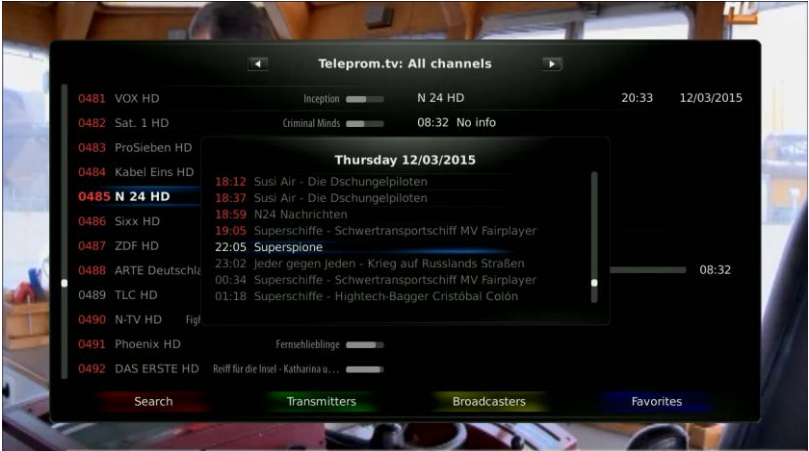 HD
Teleprom.tv: All channels
0481 VOX HD Inception N 24 HD 20:33 12/03/2015
0482 Sat. 1 HD Criminal Minds 08:32 No info
0483 ProSieben HD
0484 Kabel Eins HD
0485 N 24 HD
0486 Sixx HD
0487 ZDF HD
0488 ARTE Deutschla 08:32
0489 TLC HD
0490 N-TV HD Figh
0491 Phoenix HD Fernsehlieblinge
0492 DAS ERSTE HD Reiff für die Insel - Katharina u...
Thursday 12/03/2015
18:12 Susi Air - Die Dschungelpiloten
18:37 Susi Air - Die Dschungelpiloten
18:59 N24 Nachrichten
19:05 Superschiffe - Schwertransportschiff MV Fairplayer
22:05 Superspione
23:02 Jeder gegen Jeden - Krieg auf Russlands Straßen
00:34 Superschiffe - Schwertransportschiff MV Fairplayer
01:18 Superschiffe - Hightech-Bagger Cristóbal Colón
Search Transmitters Broadcasters Favorites